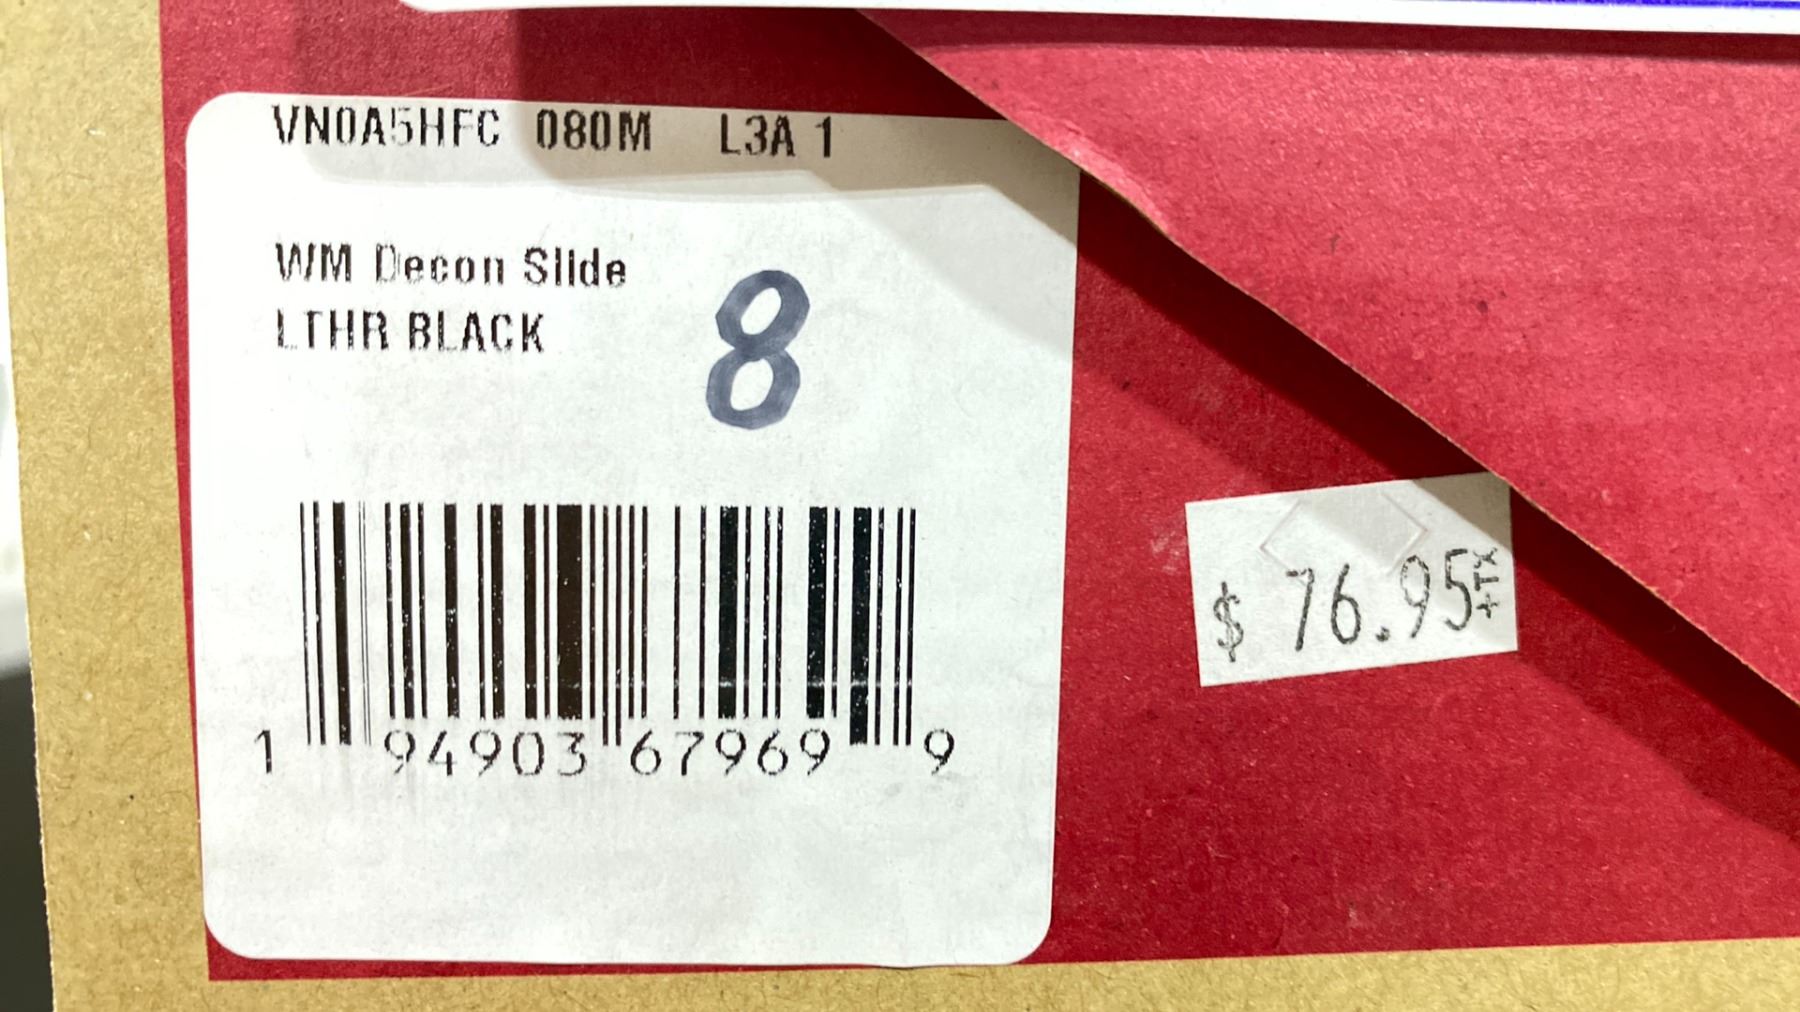 VN0A5HFC 080M L3A 1
WM Decon Slide
LTHR BLACK
8
1 94903 67969 9
$ 76.95+TX